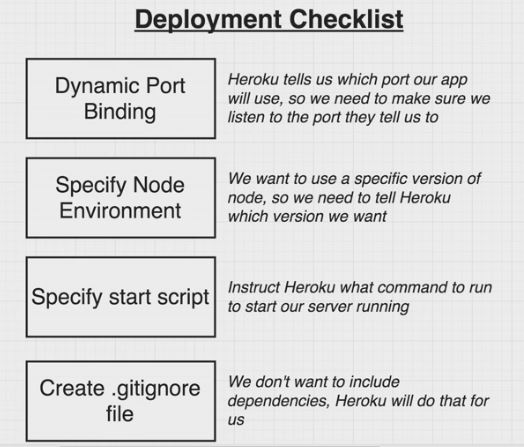 Deployment Checklist
Dynamic Port
Binding
Heroku tells us which port our app
will use, so we need to make sure we
listen to the port they tell us to
Specify Node
Environment
We want to use a specific version of
node, so we need to tell Heroku
which version we want
Specify start script
Instruct Heroku what command to run
to start our server running
Create .gitignore
file
We don't want to include
dependencies, Heroku will do that for
us